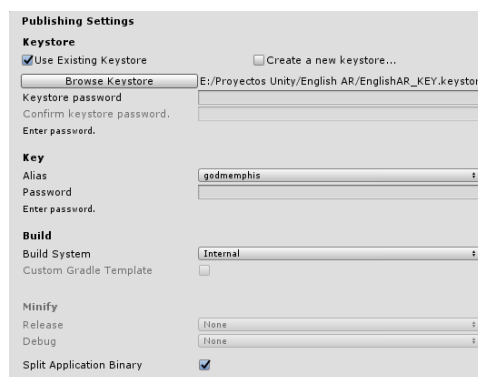 Publishing Settings
Keystore
Use Existing Keystore Create a new keystore...
Browse Keystore E:/Proyectos Unity/English AR/EnglishAR_KEY.keystor
Keystore password
Confirm keystore password.
Enter password.
Key
Alias godmemphis
Password
Enter password.
Build
Build System Internal
Custom Gradle Template
Minify
Release None
Debug None
Split Application Binary